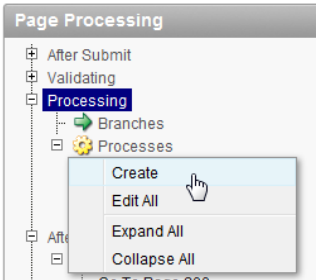 Page Processing
After Submit
Validating
Processing
Branches
Processes
Create
Edit All
Expand All
Collapse All